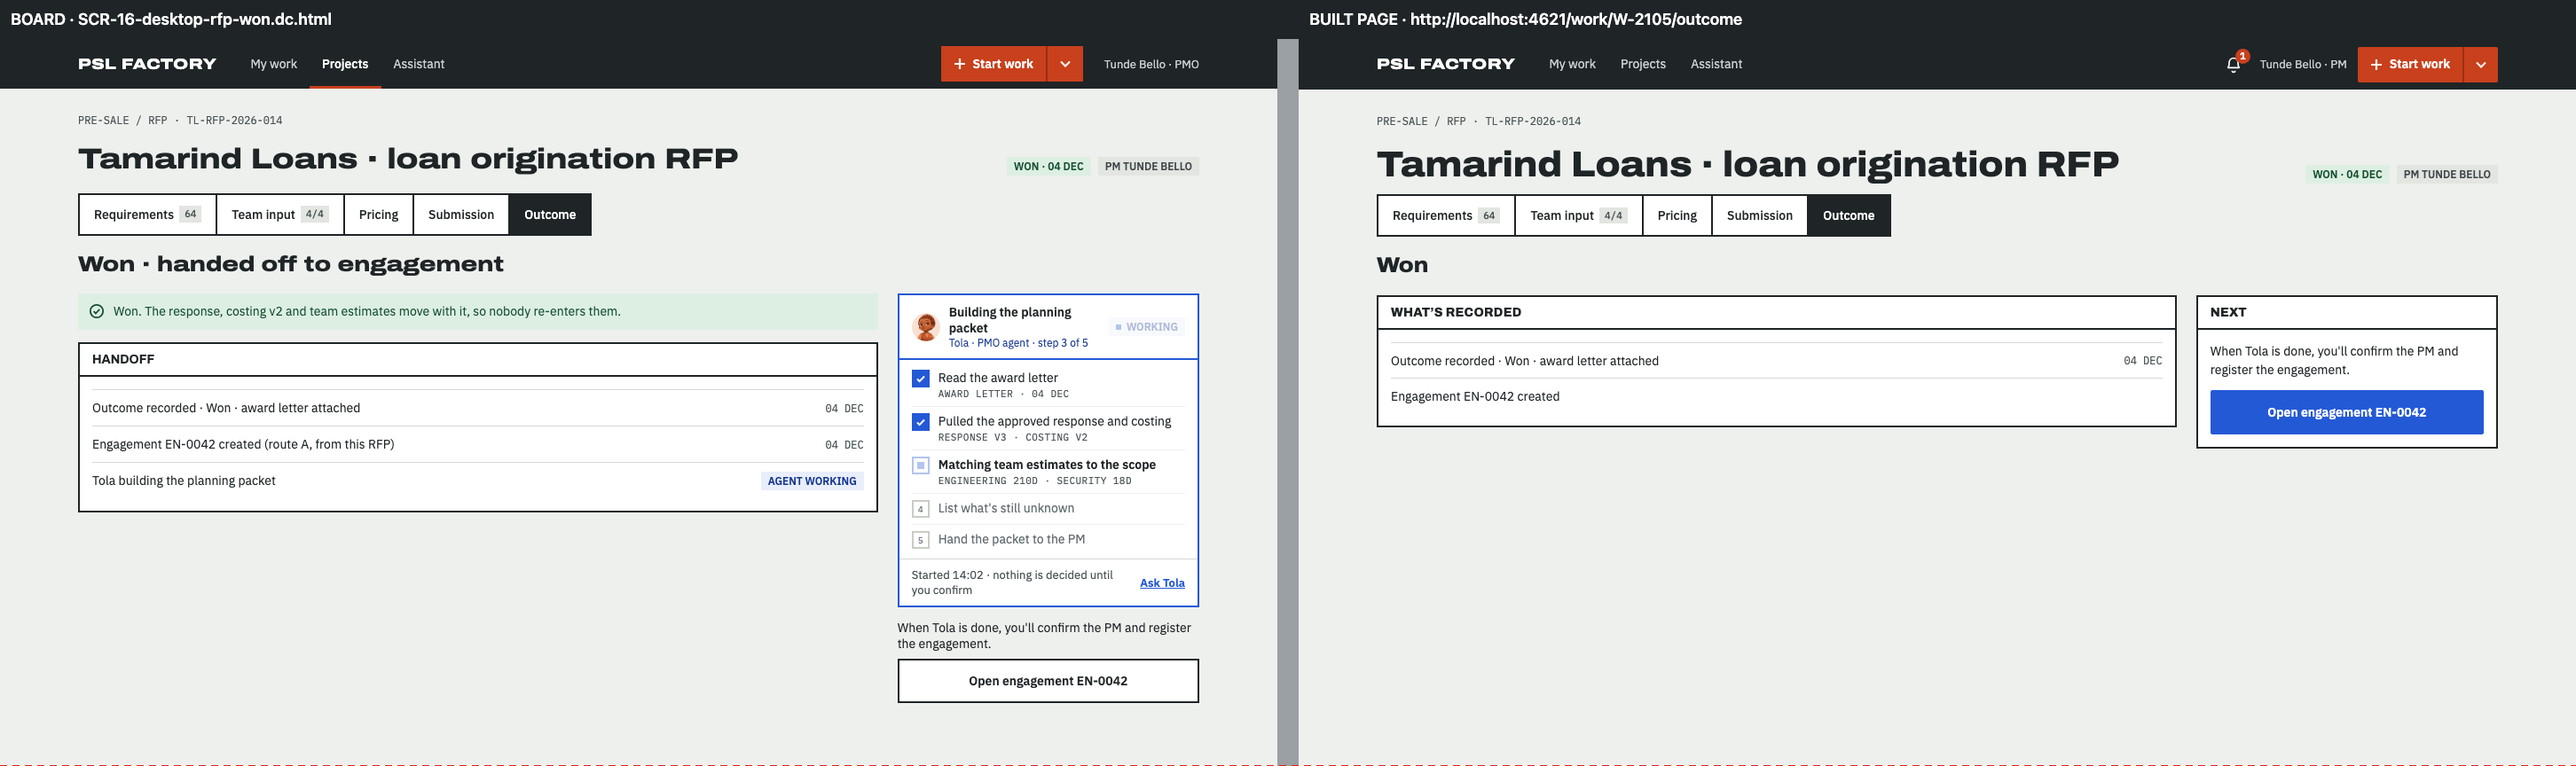 BOARD · SCR-16-desktop-rfp-won.dc.html
PSL FACTORY
My work
Projects
Assistant
+ Start work
Tunde Bello · PMO
PRE-SALE / RFP · TL-RFP-2026-014
Tamarind Loans · loan origination RFP
WON · 04 DEC
PM TUNDE BELLO
Requirements 64
Team input 4/4
Pricing
Submission
Outcome
Won · handed off to engagement
Won. The response, costing v2 and team estimates move with it, so nobody re-enters them.
HANDOFF
Outcome recorded · Won · award letter attached
04 DEC
Engagement EN-0042 created (route A, from this RFP)
04 DEC
Tola building the planning packet
AGENT WORKING
Building the planning
packet
Tola · PMO agent · step 3 of 5
WORKING
Read the award letter
AWARD LETTER · 04 DEC
Pulled the approved response and costing
RESPONSE V3 · COSTING V2
Matching team estimates to the scope
ENGINEERING 210D · SECURITY 18D
4 List what's still unknown
5 Hand the packet to the PM
Started 14:02 · nothing is decided until
you confirm
Ask Tola
When Tola is done, you'll confirm the PM and register
the engagement.
Open engagement EN-0042
BUILT PAGE · http://localhost:4621/work/W-2105/outcome
PSL FACTORY
My work
Projects
Assistant
1
Tunde Bello · PM
+ Start work
PRE-SALE / RFP · TL-RFP-2026-014
Tamarind Loans · loan origination RFP
WON · 04 DEC
PM TUNDE BELLO
Requirements 64
Team input 4/4
Pricing
Submission
Outcome
Won
WHAT'S RECORDED
Outcome recorded · Won · award letter attached
04 DEC
Engagement EN-0042 created
NEXT
When Tola is done, you'll confirm the PM and
register the engagement.
Open engagement EN-0042